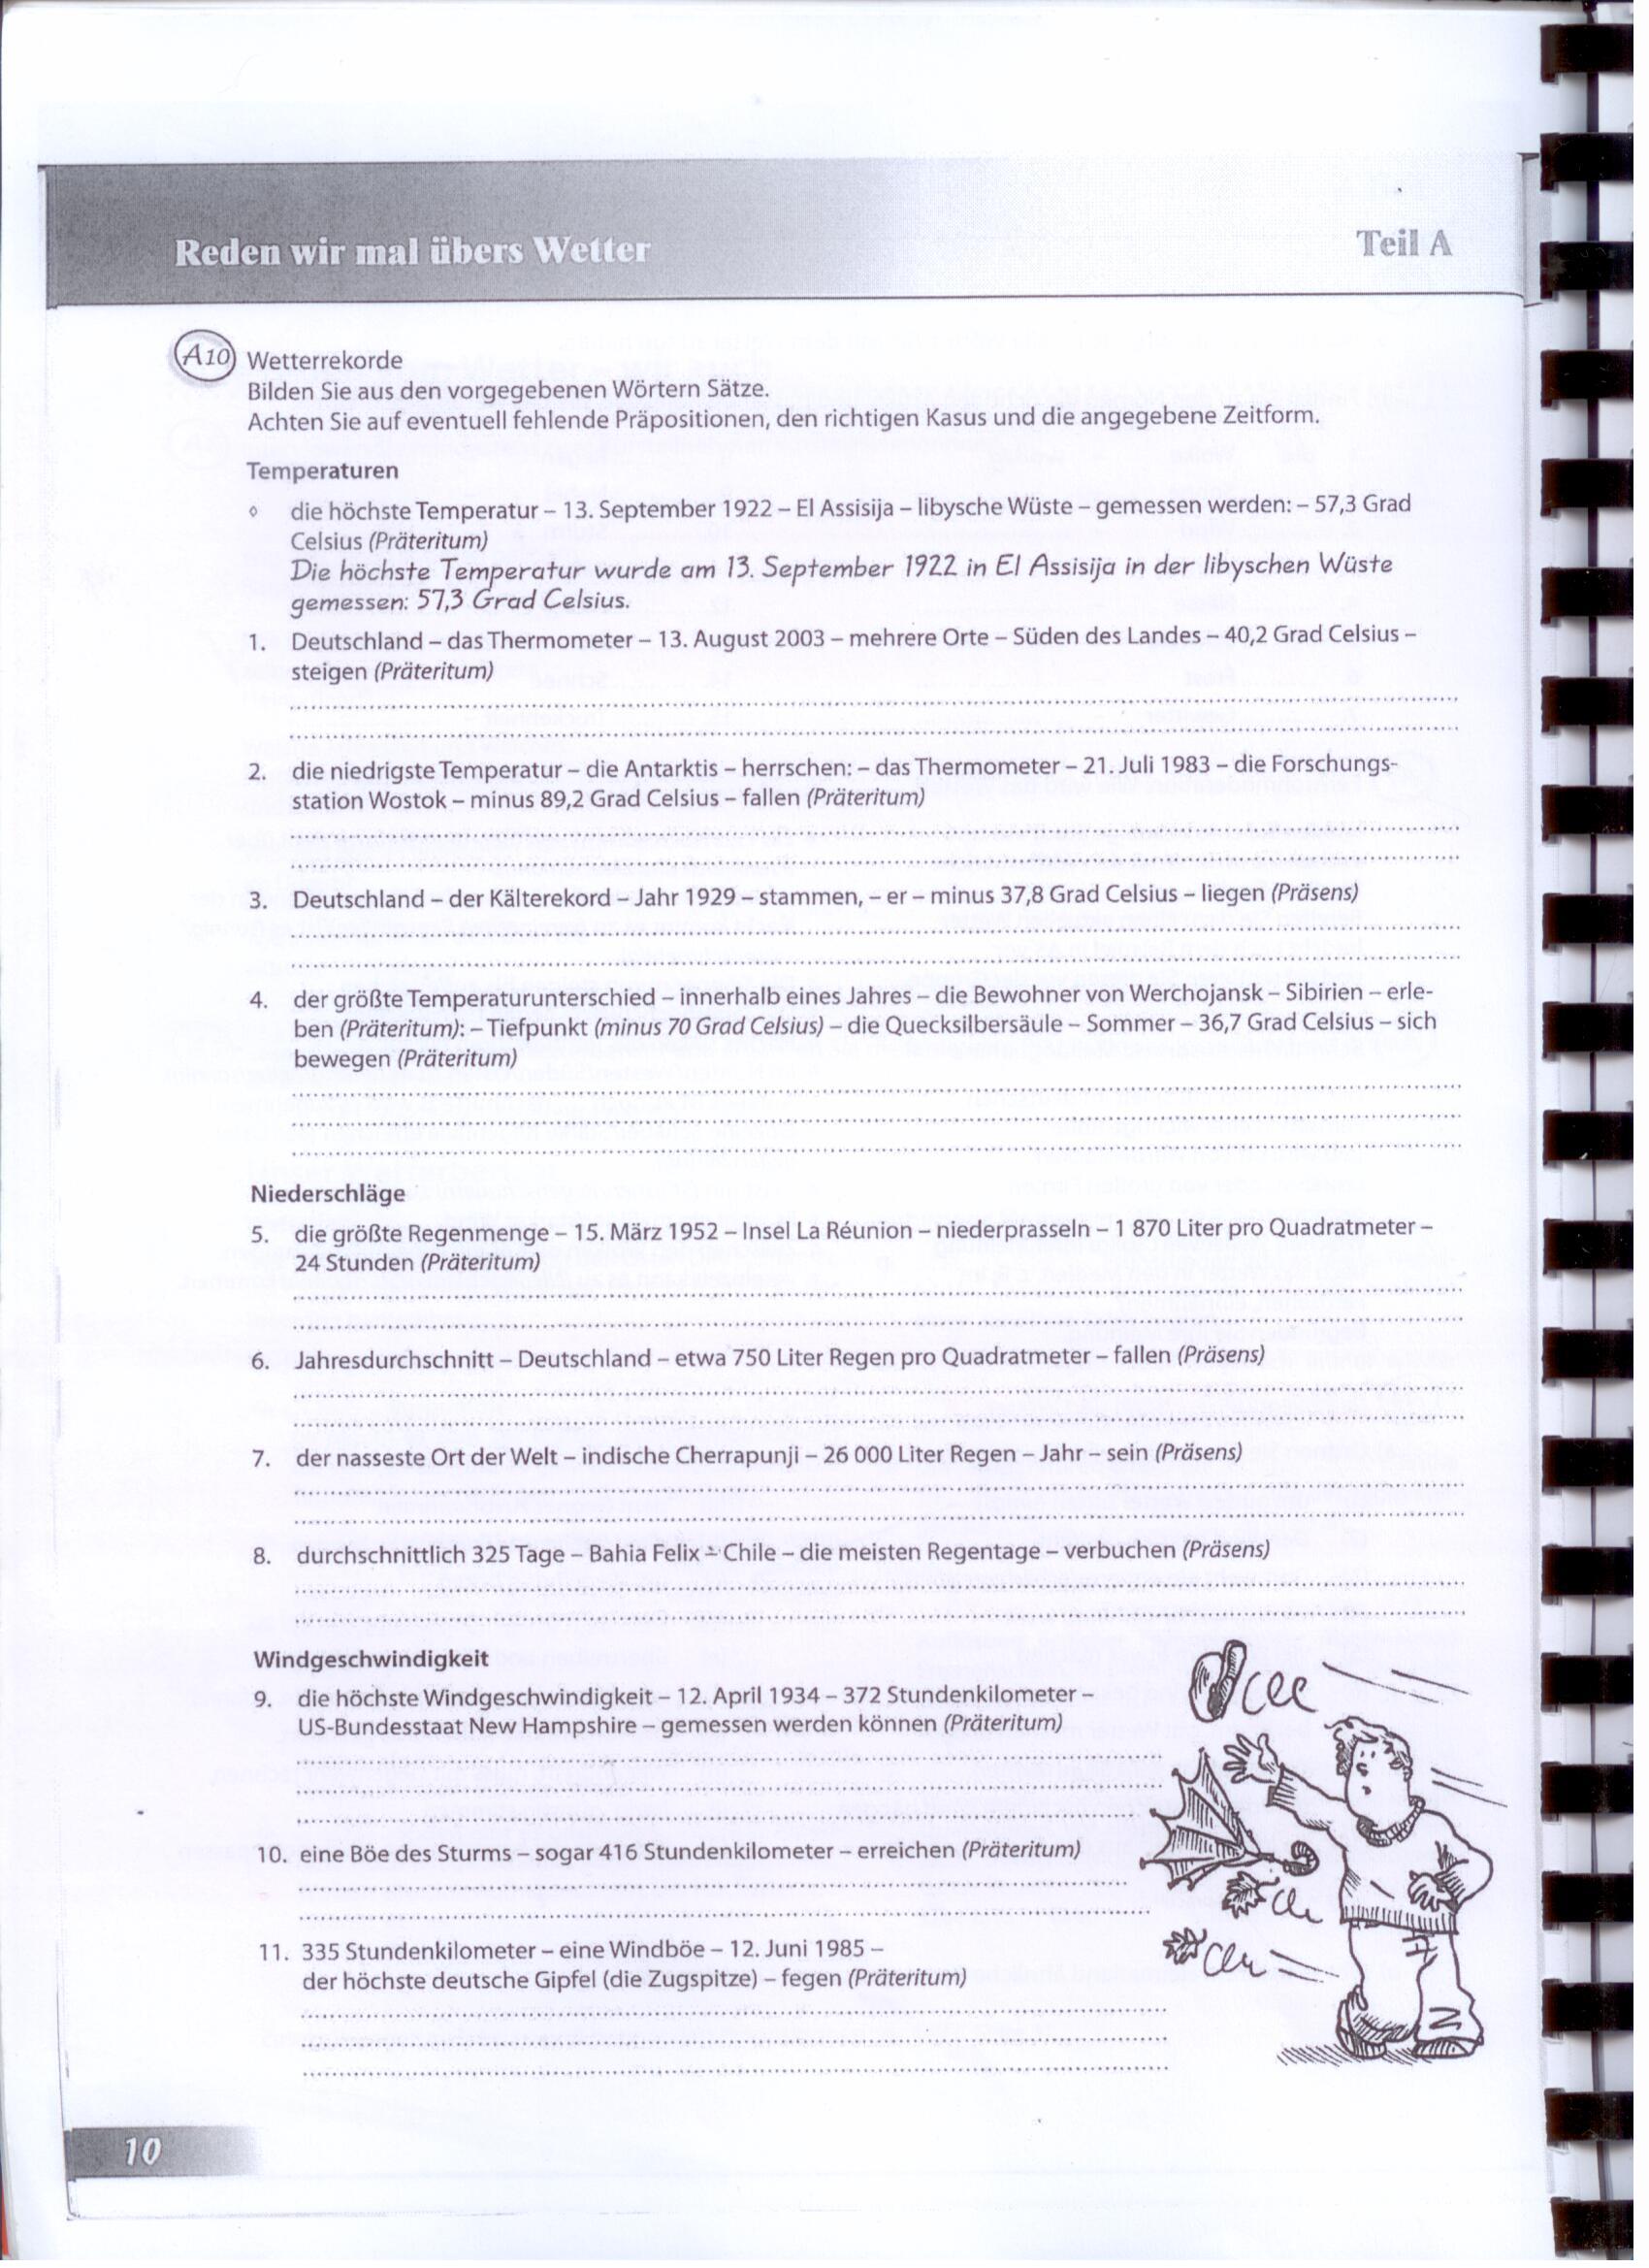 Reden wir mal übers Wetter
Teil A
A10
Wetterrekorde
Bilden Sie aus den vorgegebenen Wörtern Sätze.
Achten Sie auf eventuell fehlende Präpositionen, den richtigen Kasus und die angegebene Zeitform.
Temperaturen
◊ die höchste Temperatur – 13. September 1922 – El Assisija – libysche Wüste – gemessen werden: – 57,3 Grad
Celsius (Präteritum)
Die höchste Temperatur wurde am 13. September 1922 in El Assisija in der libyschen Wüste
gemessen: 57,3 Grad Celsius.
1. Deutschland – das Thermometer – 13. August 2003 – mehrere Orte – Süden des Landes – 40,2 Grad Celsius –
steigen (Präteritum)
2. die niedrigste Temperatur – die Antarktis – herrschen: – das Thermometer – 21. Juli 1983 – die Forschungs-
station Wostok – minus 89,2 Grad Celsius – fallen (Präteritum)
3. Deutschland – der Kälterekord – Jahr 1929 – stammen, – er – minus 37,8 Grad Celsius – liegen (Präsens)
4. der größte Temperaturunterschied – innerhalb eines Jahres – die Bewohner von Werchojansk – Sibirien – erle-
ben (Präteritum): – Tiefpunkt (minus 70 Grad Celsius) – die Quecksilbersäule – Sommer – 36,7 Grad Celsius – sich
bewegen (Präteritum)
Niederschläge
5. die größte Regenmenge – 15. März 1952 – Insel La Réunion – niederprasseln – 1 870 Liter pro Quadratmeter –
24 Stunden (Präteritum)
6. Jahresdurchschnitt – Deutschland – etwa 750 Liter Regen pro Quadratmeter – fallen (Präsens)
7. der nasseste Ort der Welt – indische Cherrapunji – 26 000 Liter Regen – Jahr – sein (Präsens)
8. durchschnittlich 325 Tage – Bahia Felix – Chile – die meisten Regentage – verbuchen (Präsens)
Windgeschwindigkeit
9. die höchste Windgeschwindigkeit – 12. April 1934 – 372 Stundenkilometer –
US-Bundesstaat New Hampshire – gemessen werden können (Präteritum)
10. eine Böe des Sturms – sogar 416 Stundenkilometer – erreichen (Präteritum)
11. 335 Stundenkilometer – eine Windböe – 12. Juni 1985 –
der höchste deutsche Gipfel (die Zugspitze) – fegen (Präteritum)
10